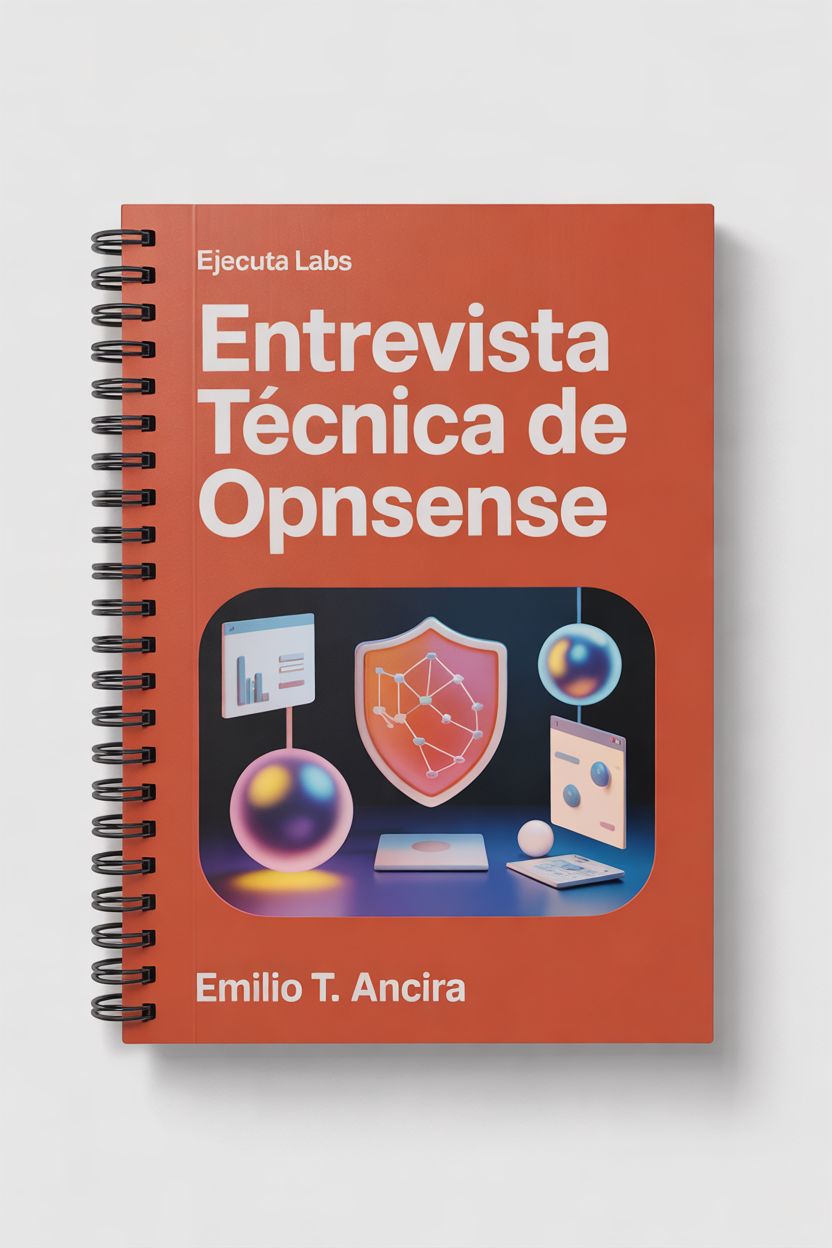 Ejecuta Labs
Entrevista
Técnica de
Opnsense
Emilio T. Ancira